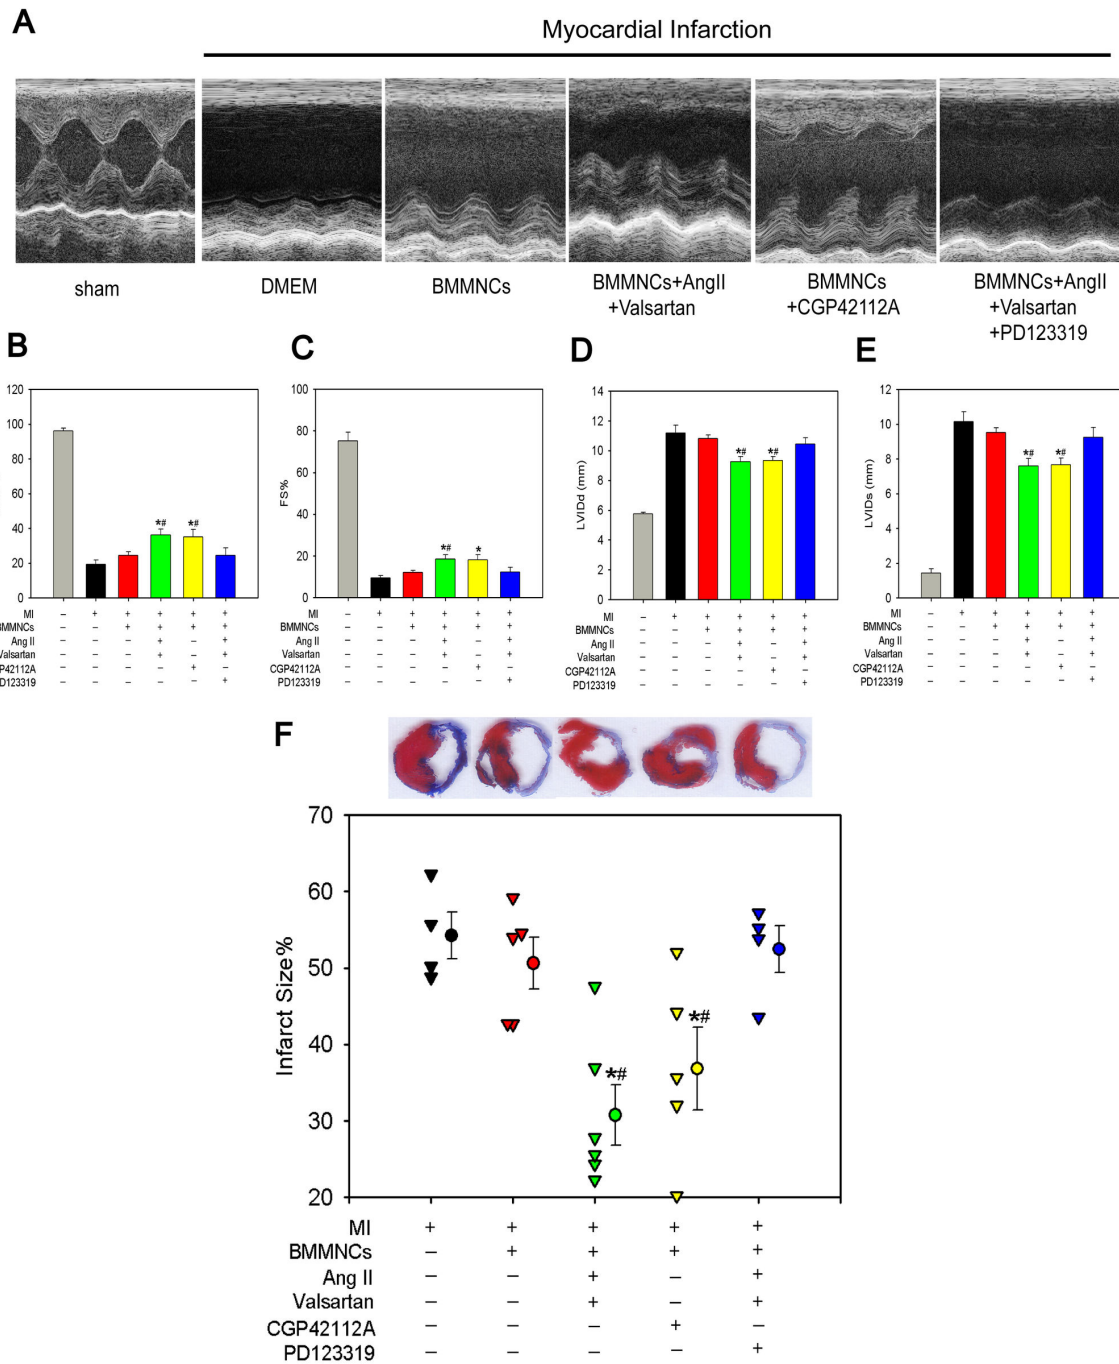 A
Myocardial Infarction
sham
DMEM
BMMNCs
BMMNCs+AngII
+Valsartan
BMMNCs
+CGP42112A
BMMNCs+AngII
+Valsartan
+PD123319
B
120
100
80
60
40
20
0
*#
*#
MI − + + + + +
BMMNCs − − + + + +
Ang II − − − + − +
Valsartan − − − + − +
GP42112A − − − − + −
D123319 − − − − − +
C
FS%
100
80
60
40
20
0
*#
*
MI − + + + + +
BMMNCs − − + + + +
Ang II − − − + − +
Valsartan − − − + − +
CGP42112A − − − − + −
PD123319 − − − − − +
D
LVIDd (mm)
14
12
10
8
6
4
2
0
*#
*#
MI − + + + + +
BMMNCs − − + + + +
Ang II − − − + − +
Valsartan − − − + − +
CGP42112A − − − − + −
PD123319 − − − − − +
E
LVIDs (mm)
12
10
8
6
4
2
0
*#
*#
MI − + + + + +
BMMNCs − − + + + +
Ang II − − − + − +
Valsartan − − − + − +
CGP42112A − − − − + −
PD123319 − − − − − +
F
Infarct Size%
70
60
50
40
30
20
*#
*#
MI + + + + +
BMMNCs − + + + +
Ang II − − + − +
Valsartan − − + − +
CGP42112A − − − + −
PD123319 − − − − +